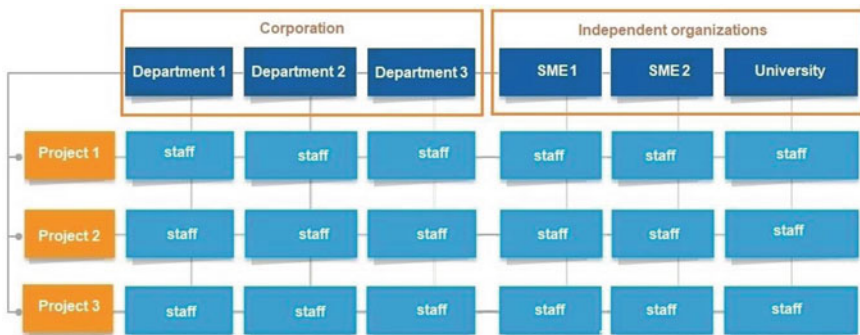 Corporation
Independent organizations
Department 1 Department 2 Department 3 SME 1 SME 2 University
Project 1 staff staff staff staff staff staff
Project 2 staff staff staff staff staff staff
Project 3 staff staff staff staff staff staff